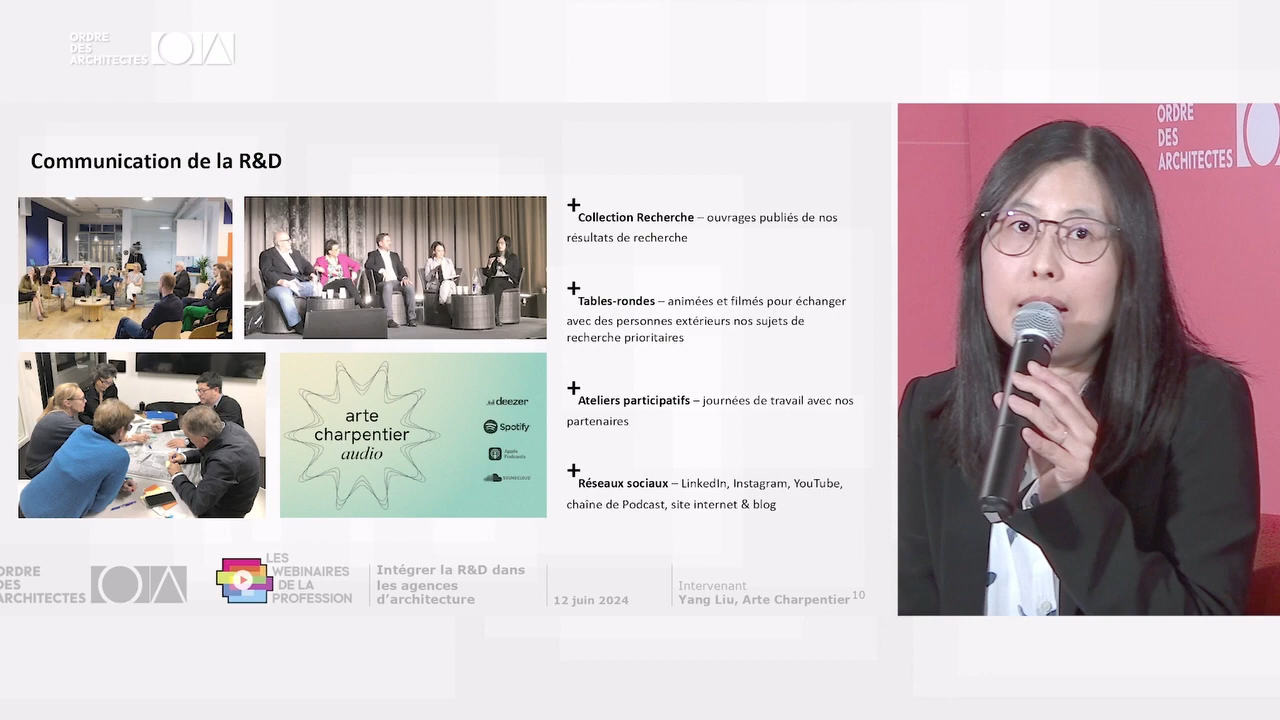 ORDRE
DES
ARCHITECTES
Communication de la R&D
+Collection Recherche – ouvrages publiés de nos
résultats de recherche
+Tables-rondes – animées et filmés pour échanger
avec des personnes extérieurs nos sujets de
recherche prioritaires
+Ateliers participatifs – journées de travail avec nos
partenaires
+Réseaux sociaux – LinkedIn, Instagram, YouTube,
chaîne de Podcast, site internet & blog
arte
charpentier
audio
deezer
Spotify
Apple
Podcasts
SOUNDCLOUD
ORDRE
DES
ARCHITECTES
ORDRE
DES
ARCHITECTES
LES
WEBINAIRES
DE LA
PROFESSION
Intégrer la R&D dans
les agences
d'architecture
12 juin 2024
Intervenant
Yang Liu, Arte Charpentier
10